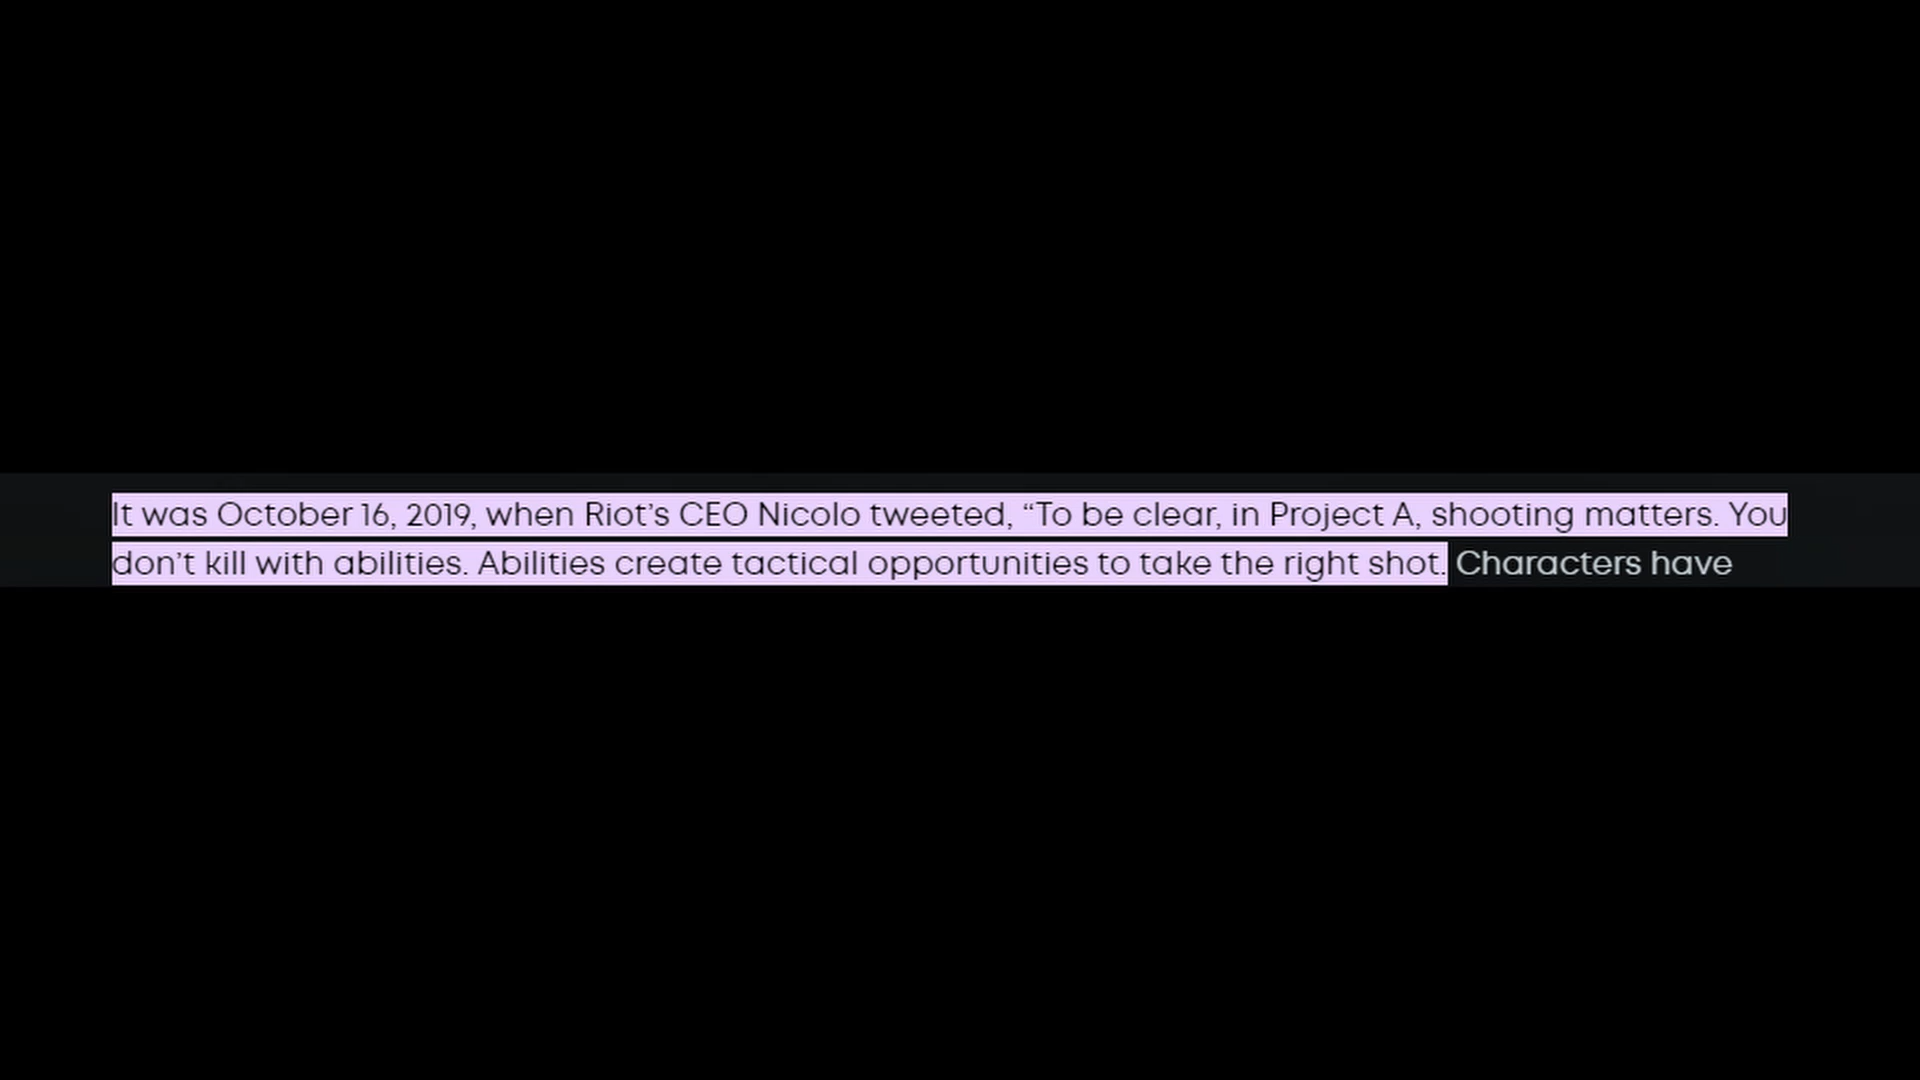 It was October 16, 2019, when Riot’s CEO Nicolo tweeted, “To be clear, in Project A, shooting matters. You
don’t kill with abilities. Abilities create tactical opportunities to take the right shot. Characters have